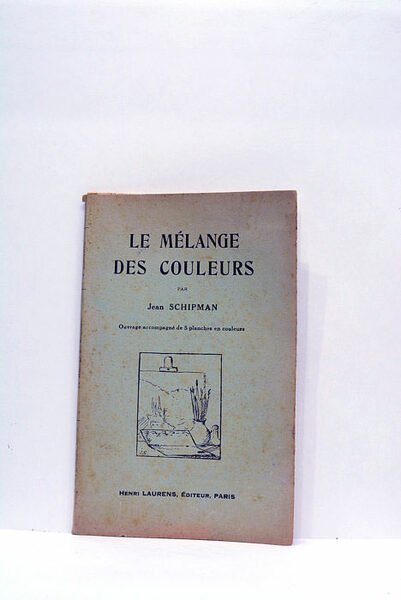 LE MÉLANGE
DES COULEURS
PAR
Jean SCHIPMAN
Ouvrage accompagné de 5 planches en couleurs
HENRI LAURENS, ÉDITEUR, PARIS